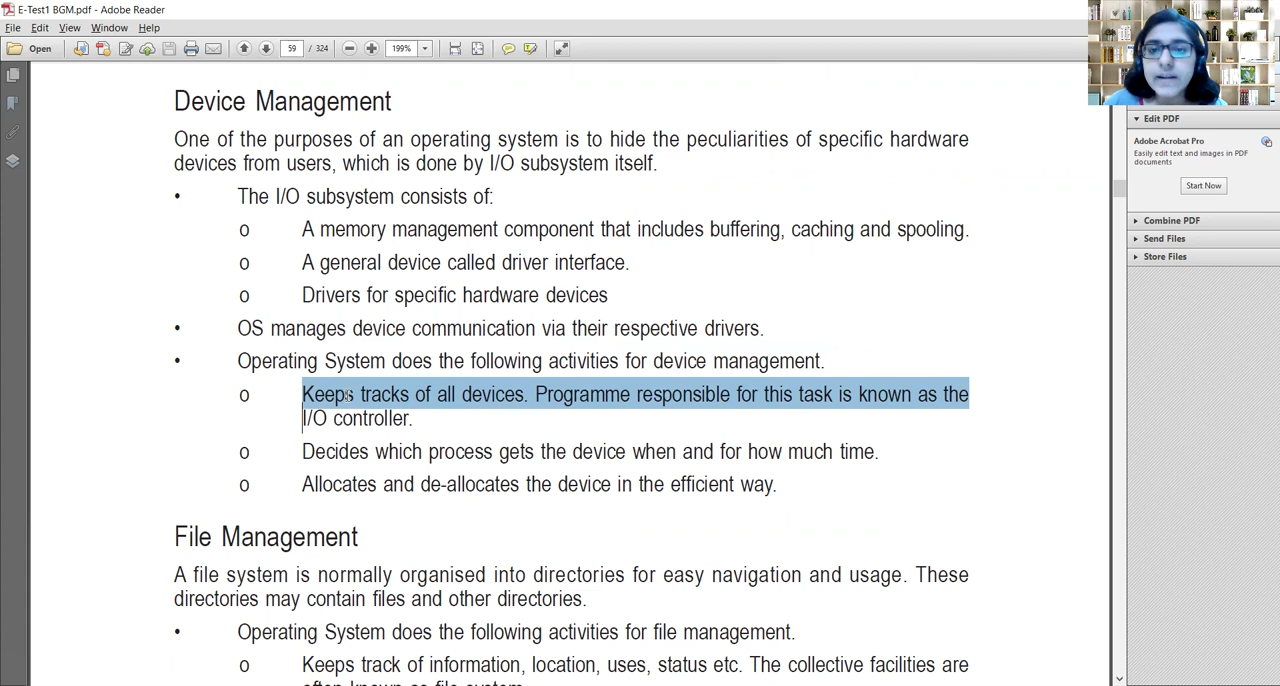 E-Test1 BGM.pdf - Adobe Reader
File Edit View Window Help
Open 59 / 324 199%
Device Management
One of the purposes of an operating system is to hide the peculiarities of specific hardware
devices from users, which is done by I/O subsystem itself.
• The I/O subsystem consists of:
o A memory management component that includes buffering, caching and spooling.
o A general device called driver interface.
o Drivers for specific hardware devices
• OS manages device communication via their respective drivers.
• Operating System does the following activities for device management.
o Keeps tracks of all devices. Programme responsible for this task is known as the
I/O controller.
o Decides which process gets the device when and for how much time.
o Allocates and de-allocates the device in the efficient way.
File Management
A file system is normally organised into directories for easy navigation and usage. These
directories may contain files and other directories.
• Operating System does the following activities for file management.
o Keeps track of information, location, uses, status etc. The collective facilities are
often known as file system.
Edit PDF
Adobe Acrobat Pro
Easily edit text and images in PDF
documents
Start Now
Combine PDF
Send Files
Store Files